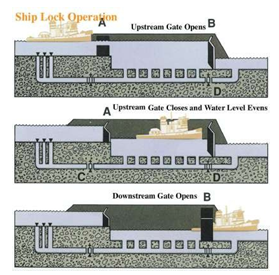 Ship Lock Operation
A
B
Upstream Gate Opens
D
A
Upstream Gate Closes and Water Level Evens
C
D
Downstream Gate Opens
B